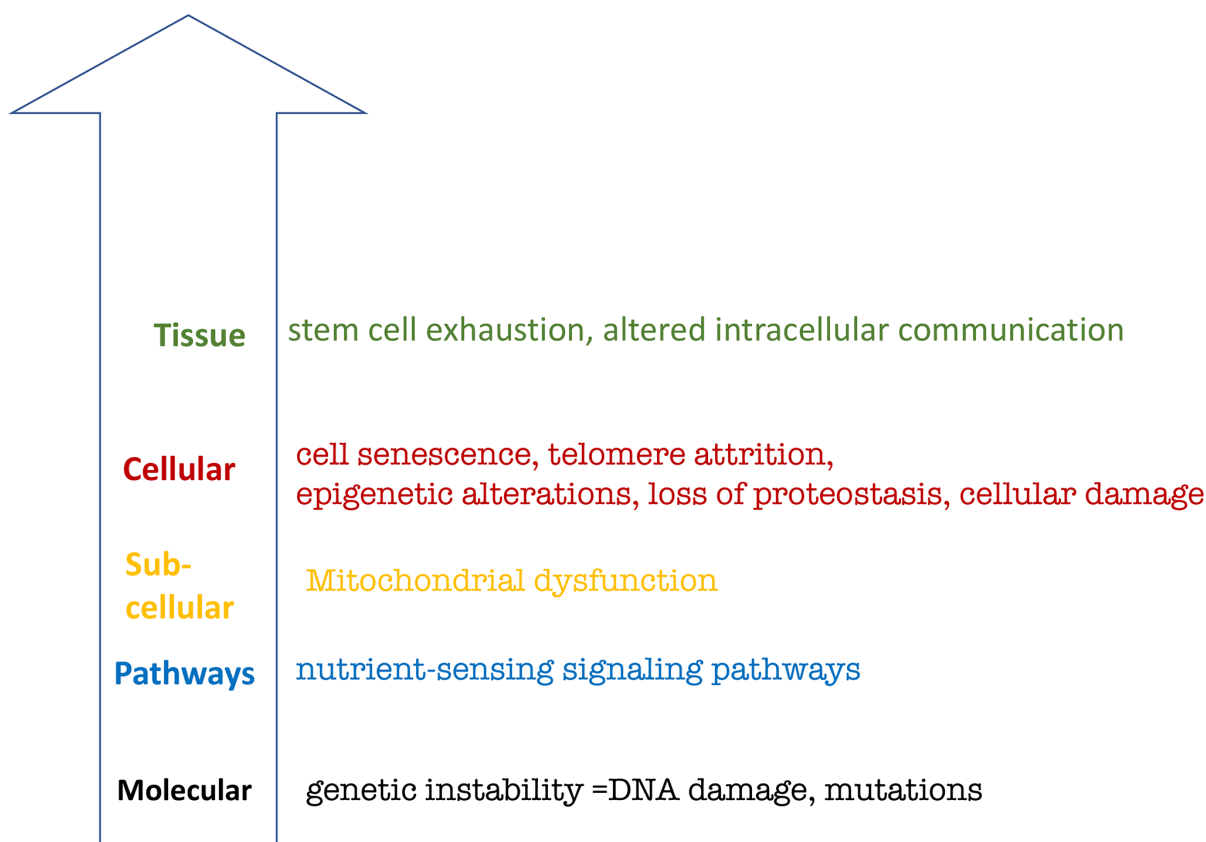 Tissue
stem cell exhaustion, altered intracellular communication
Cellular
cell senescence, telomere attrition,
epigenetic alterations, loss of proteostasis, cellular damage
Sub-
cellular
Mitochondrial dysfunction
Pathways
nutrient-sensing signaling pathways
Molecular
genetic instability =DNA damage, mutations